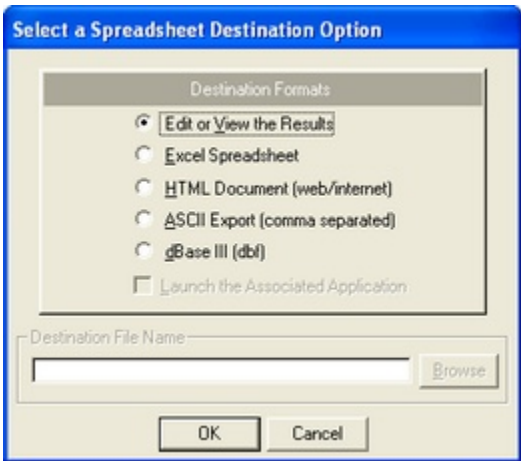 Select a Spreadsheet Destination Option
Destination Formats
Edit or View the Results
Excel Spreadsheet
HTML Document (web/internet)
ASCII Export (comma separated)
dBase III (dbf)
Launch the Associated Application
Destination File Name
Browse
OK Cancel